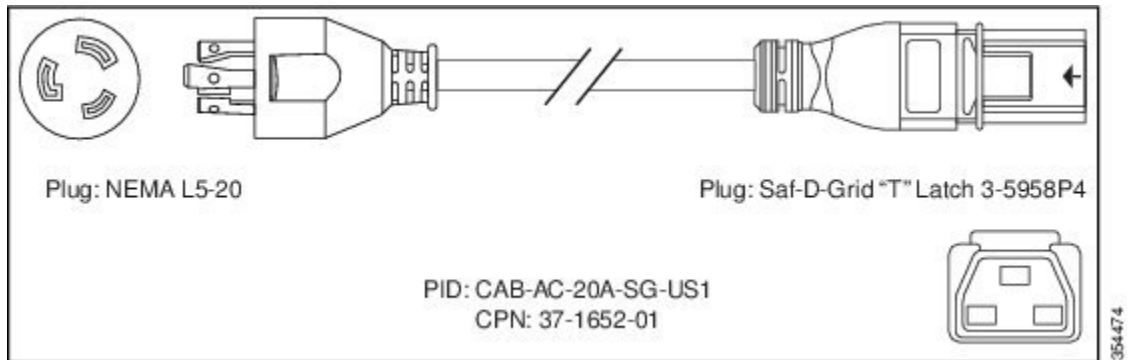 Plug: NEMA L5-20
Plug: Saf-D-Grid “T” Latch 3-5958P4
PID: CAB-AC-20A-SG-US1
CPN: 37-1652-01
354474